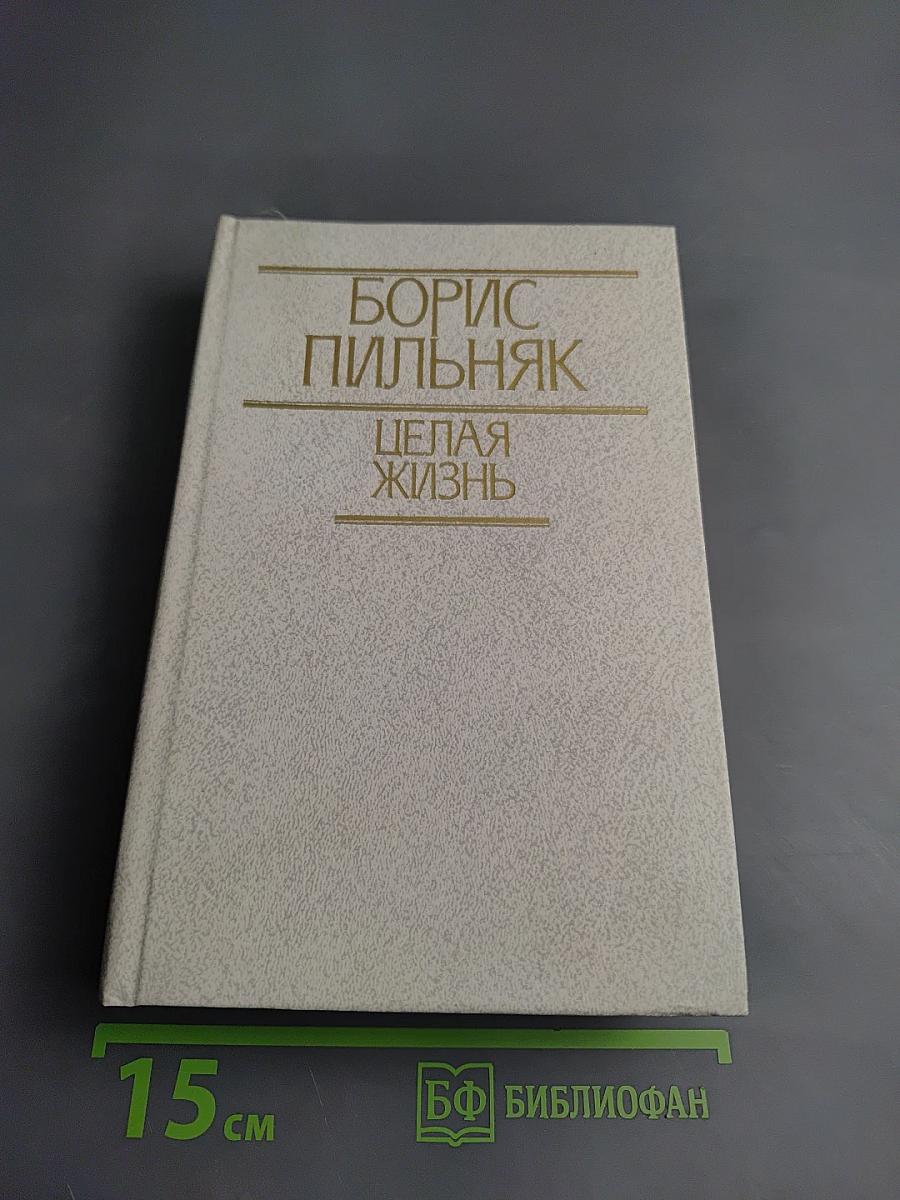 БОРИС
ПИЛЬНЯК
ЦЕЛАЯ
ЖИЗНЬ
15 см
БФ БИБЛИОФАН